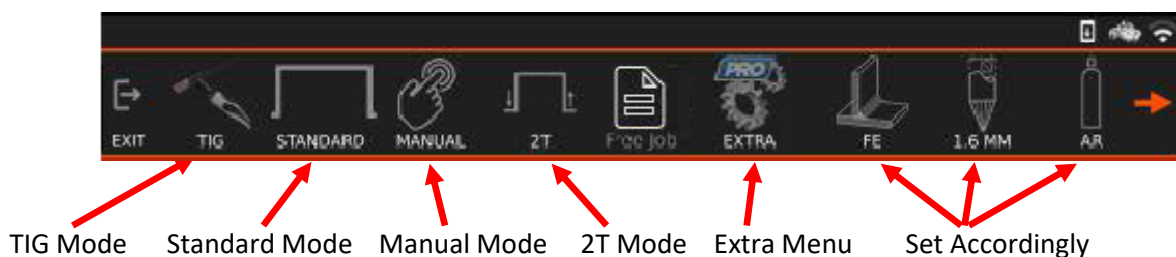 PRO
EXIT TIG STANDARD MANUAL 2T Free Job EXTRA FE 1.6 MM AR
TIG Mode Standard Mode Manual Mode 2T Mode Extra Menu Set Accordingly